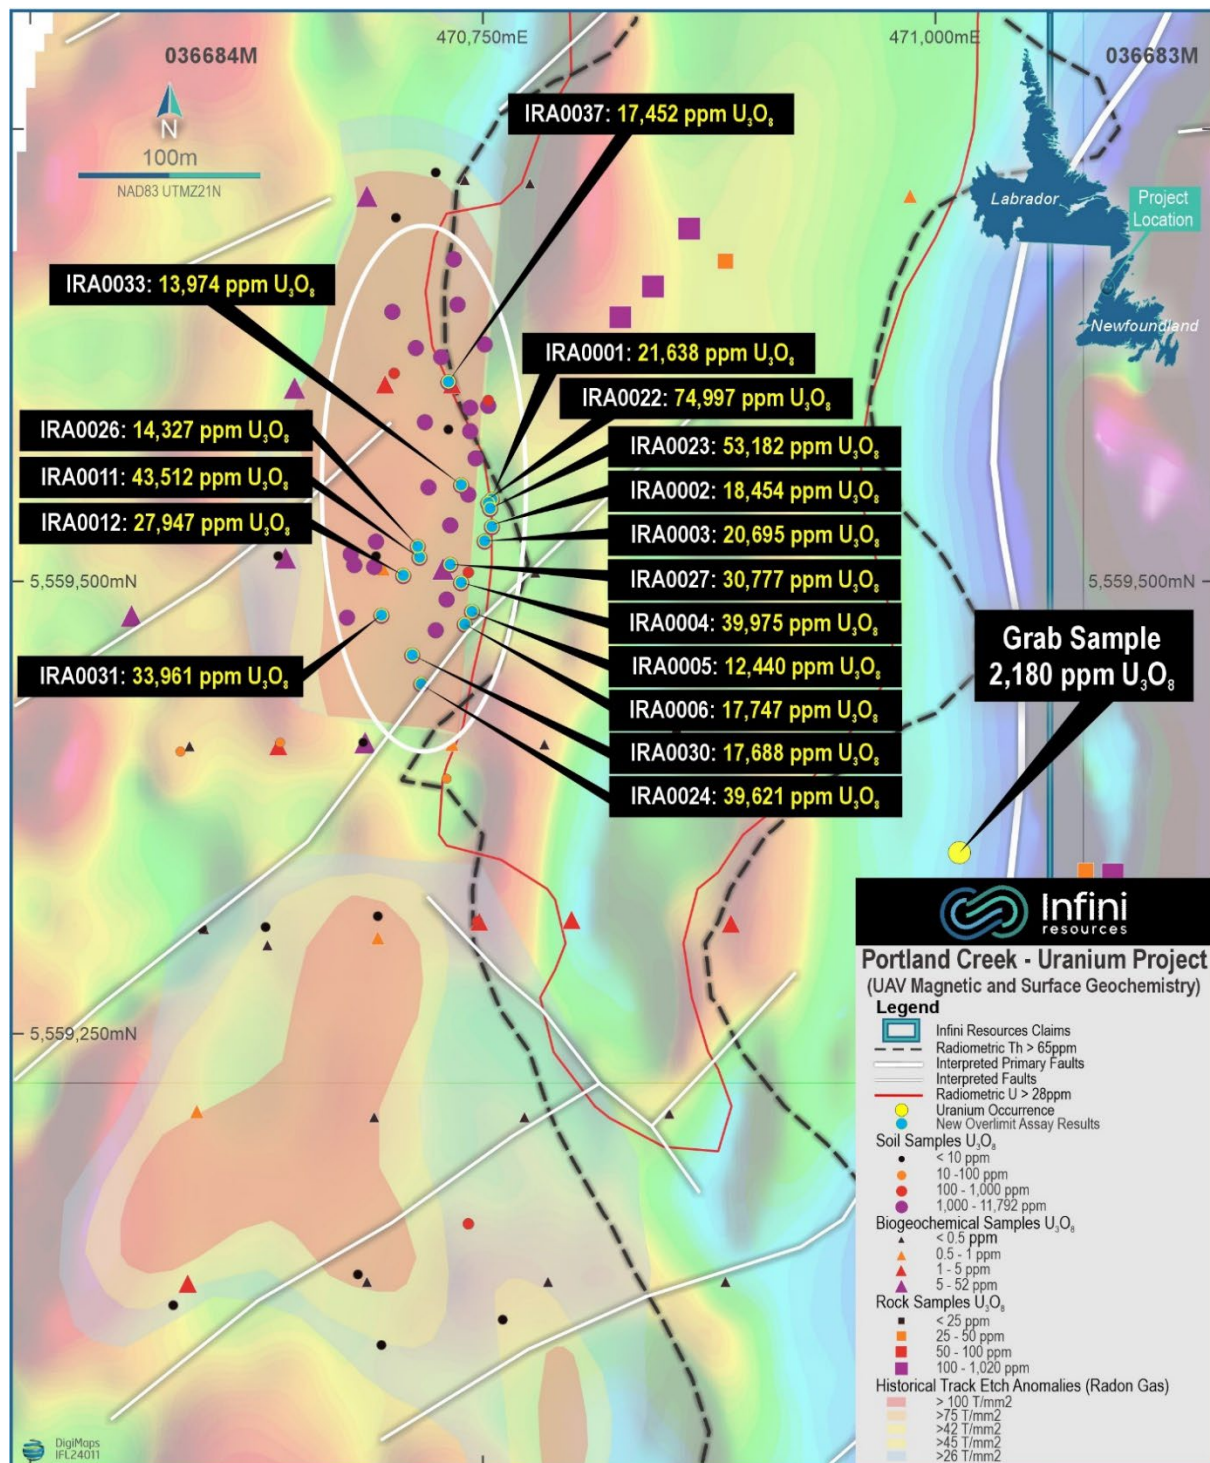 470,750mE
471,000mE
036684M
036683M
N
100m
NAD83 UTMZ21N
Labrador
Project
Location
Newfoundland
IRA0037: 17,452 ppm U₃O₈
IRA0033: 13,974 ppm U₃O₈
IRA0001: 21,638 ppm U₃O₈
IRA0022: 74,997 ppm U₃O₈
IRA0026: 14,327 ppm U₃O₈
IRA0023: 53,182 ppm U₃O₈
IRA0011: 43,512 ppm U₃O₈
IRA0002: 18,454 ppm U₃O₈
IRA0012: 27,947 ppm U₃O₈
IRA0003: 20,695 ppm U₃O₈
5,559,500mN
IRA0027: 30,777 ppm U₃O₈
5,559,500mN
IRA0004: 39,975 ppm U₃O₈
IRA0031: 33,961 ppm U₃O₈
IRA0005: 12,440 ppm U₃O₈
IRA0006: 17,747 ppm U₃O₈
IRA0030: 17,688 ppm U₃O₈
IRA0024: 39,621 ppm U₃O₈
Grab Sample
2,180 ppm U₃O₈
5,559,250mN
Infini
resources
Portland Creek - Uranium Project
(UAV Magnetic and Surface Geochemistry)
Legend
Infini Resources Claims
Radiometric Th > 65ppm
Interpreted Primary Faults
Interpreted Faults
Radiometric U > 28ppm
Uranium Occurrence
New Overlimit Assay Results
Soil Samples U₃O₈
< 10 ppm
10 -100 ppm
100 - 1,000 ppm
1,000 - 11,792 ppm
Biogeochemical Samples U₃O₈
< 0.5 ppm
0.5 - 1 ppm
1 - 5 ppm
5 - 52 ppm
Rock Samples U₃O₈
< 25 ppm
25 - 50 ppm
50 - 100 ppm
100 - 1,020 ppm
Historical Track Etch Anomalies (Radon Gas)
> 100 T/mm2
>75 T/mm2
>42 T/mm2
>45 T/mm2
>26 T/mm2
DigiMaps
IFL24011